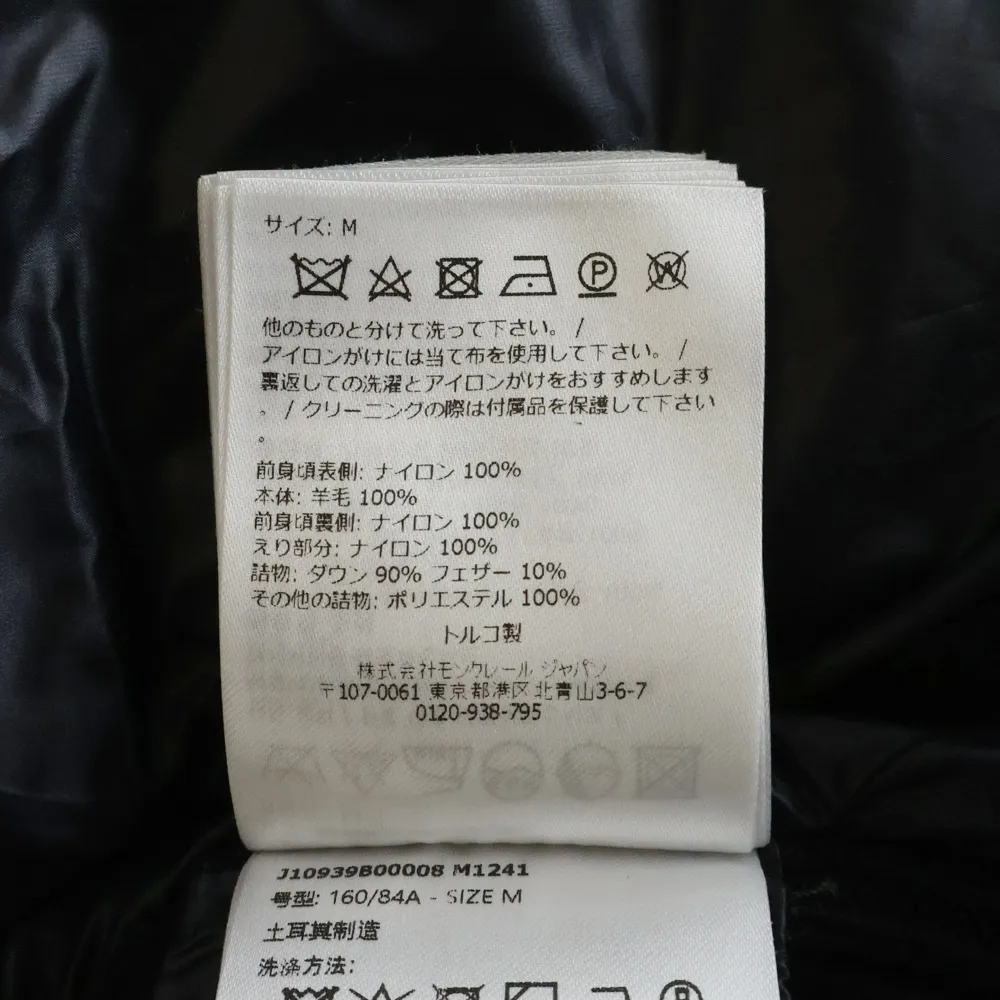 サイズ: M
P
W
他のものと分けて洗って下さい。 /
アイロンがけには当て布を使用して下さい。 /
裏返しての洗濯とアイロンがけをおすすめします
。 / クリーニングの際は付属品を保護して下さい
。
前身頃表側: ナイロン 100%
本体: 羊毛 100%
前身頃裏側: ナイロン 100%
えり部分: ナイロン 100%
詰物: ダウン 90% フェザー 10%
その他の詰物: ポリエステル 100%
トルコ製
株式会社モンクレール ジャパン
〒107-0061 東京都港区北青山3-6-7
0120-938-795
J10939B00008 M1241
号型: 160/84A - SIZE M
土耳其制造
洗涤方法: